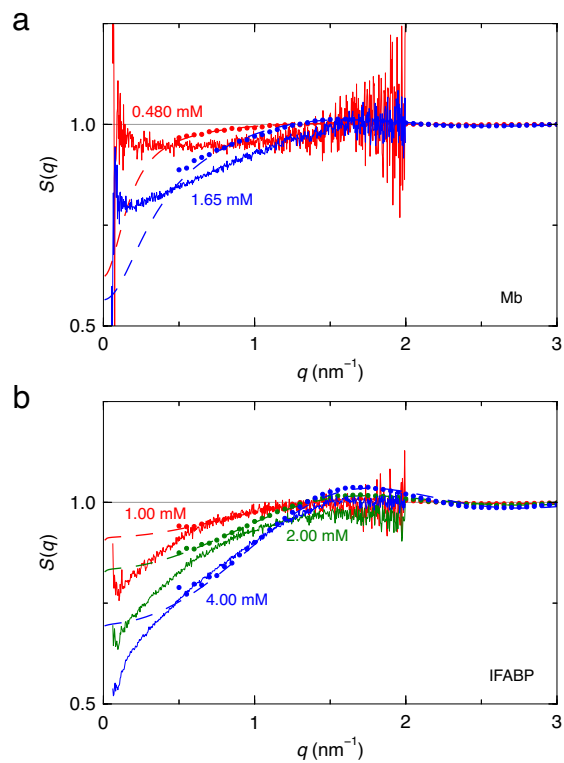 a
1.0
0.5
S(q)
0.480 mM
1.65 mM
Mb
0
1
2
3
q (nm⁻¹)
b
1.0
0.5
S(q)
1.00 mM
2.00 mM
4.00 mM
IFABP
0
1
2
3
q (nm⁻¹)